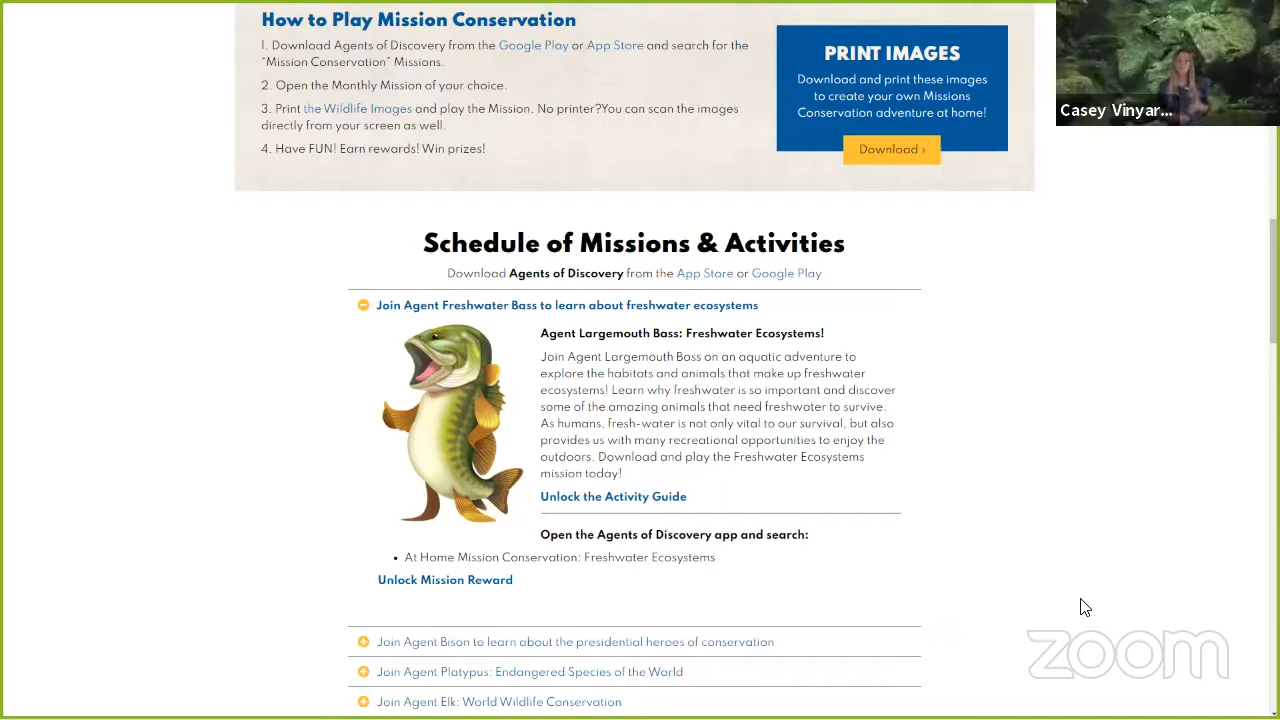 How to Play Mission Conservation
1. Download Agents of Discovery from the Google Play or App Store and search for the
“Mission Conservation” Missions.
2. Open the Monthly Mission of your choice.
3. Print the Wildlife Images and play the Mission. No printer?You can scan the images
directly from your screen as well.
4. Have FUN! Earn rewards! Win prizes!
PRINT IMAGES
Download and print these images
to create your own Missions
Conservation adventure at home!
Download ›
Casey Vinyar...
Schedule of Missions & Activities
Download Agents of Discovery from the App Store or Google Play
Join Agent Freshwater Bass to learn about freshwater ecosystems
Agent Largemouth Bass: Freshwater Ecosystems!
Join Agent Largemouth Bass on an aquatic adventure to
explore the habitats and animals that make up freshwater
ecosystems! Learn why freshwater is so important and discover
some of the amazing animals that need freshwater to survive.
As humans, fresh-water is not only vital to our survival, but also
provides us with many recreational opportunities to enjoy the
outdoors. Download and play the Freshwater Ecosystems
mission today!
Unlock the Activity Guide
Open the Agents of Discovery app and search:
• At Home Mission Conservation: Freshwater Ecosystems
Unlock Mission Reward
Join Agent Bison to learn about the presidential heroes of conservation
Join Agent Platypus: Endangered Species of the World
Join Agent Elk: World Wildlife Conservation
zoom